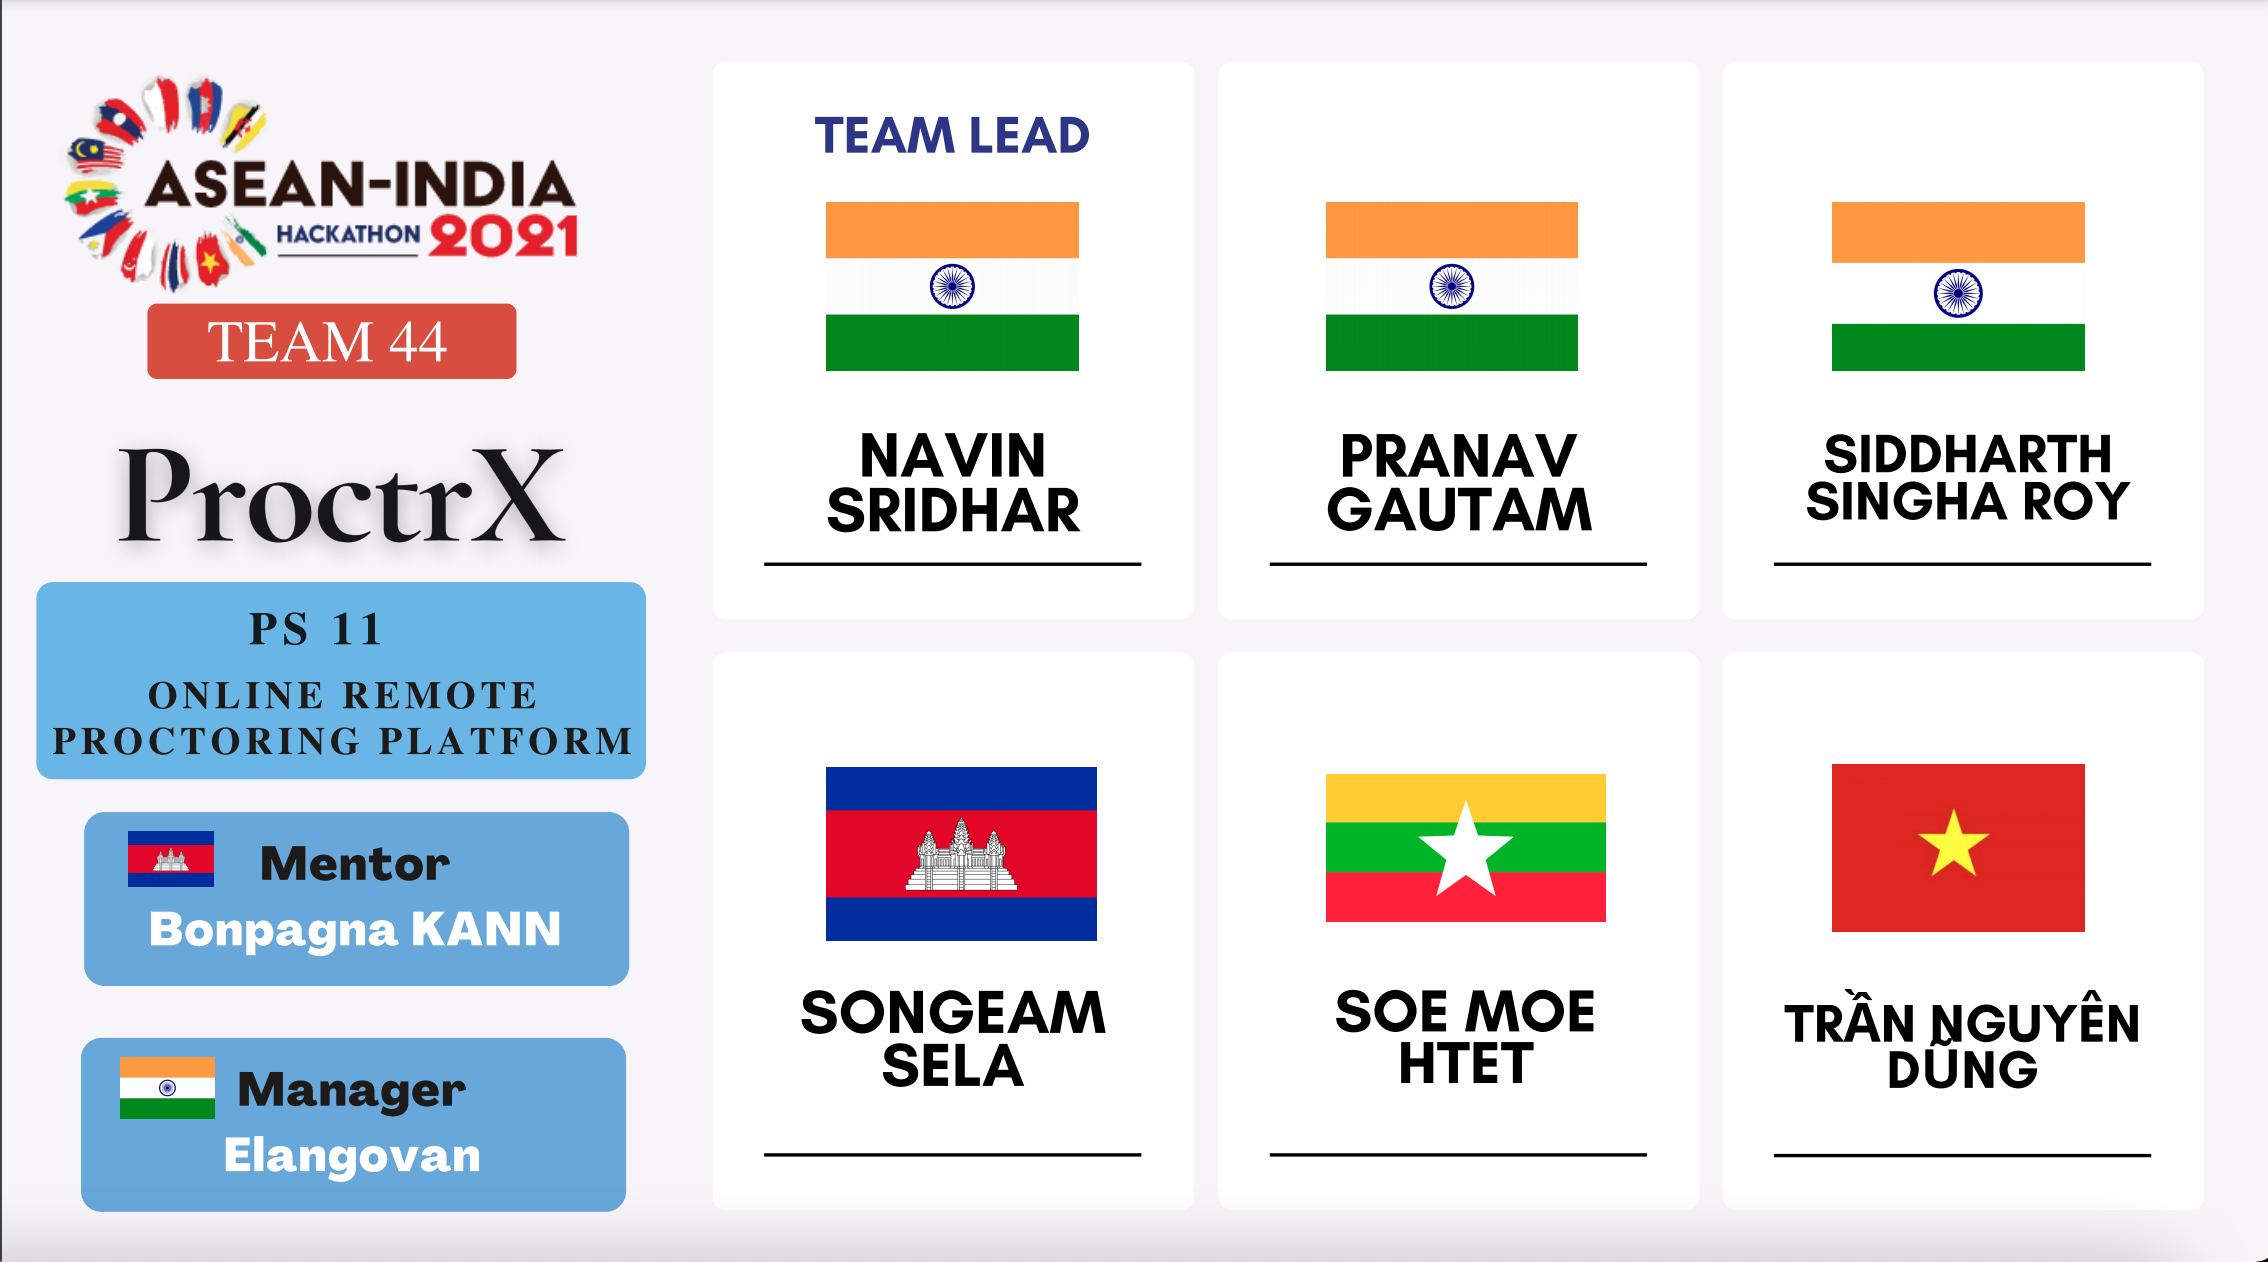 ASEAN-INDIA
HACKATHON 2021
TEAM 44
ProctrX
PS 11
ONLINE REMOTE
PROCTORING PLATFORM
Mentor
Bonpagna KANN
Manager
Elangovan
TEAM LEAD
NAVIN
SRIDHAR
PRANAV
GAUTAM
SIDDHARTH
SINGHA ROY
SONGEAM
SELA
SOE MOE
HTET
TRẦN NGUYÊN
DŨNG